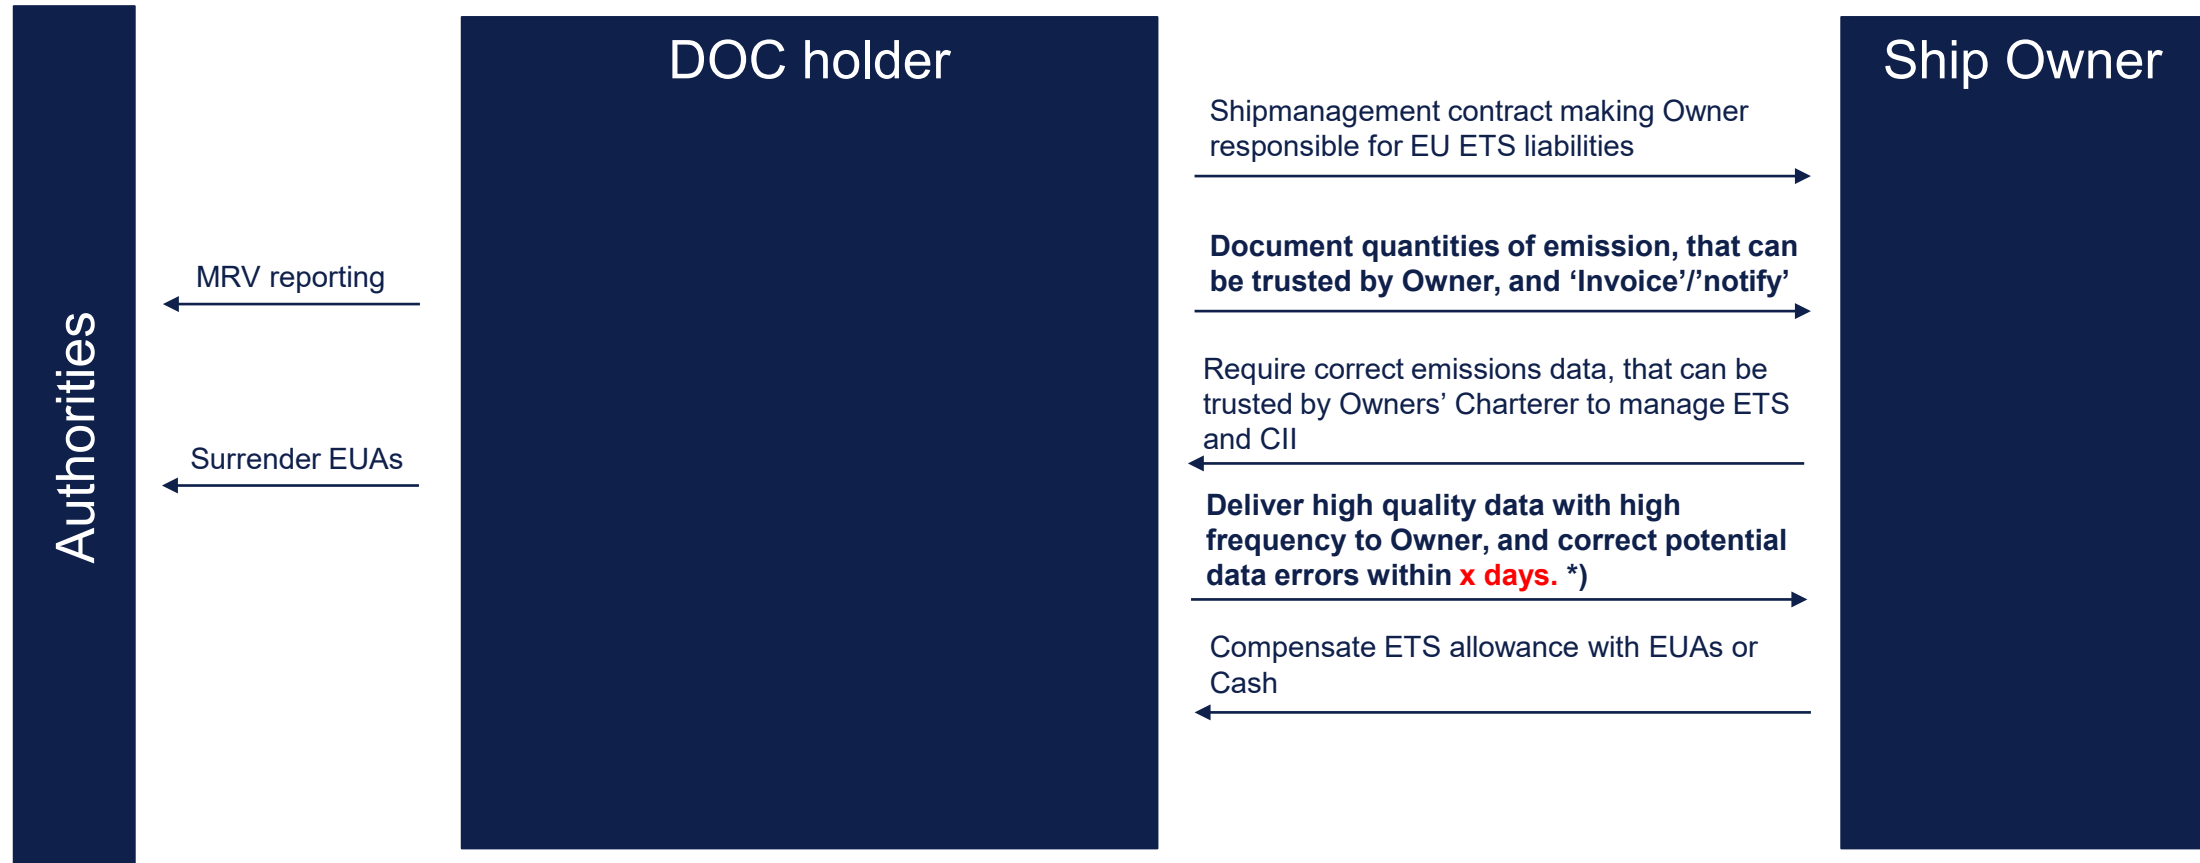 Authorities
DOC holder
Ship Owner
MRV reporting
Surrender EUAs
Shipmanagement contract making Owner
responsible for EU ETS liabilities
Document quantities of emission, that can
be trusted by Owner, and ‘Invoice’/’notify’
Require correct emissions data, that can be
trusted by Owners’ Charterer to manage ETS
and CII
Deliver high quality data with high
frequency to Owner, and correct potential
data errors within x days. *)
Compensate ETS allowance with EUAs or
Cash